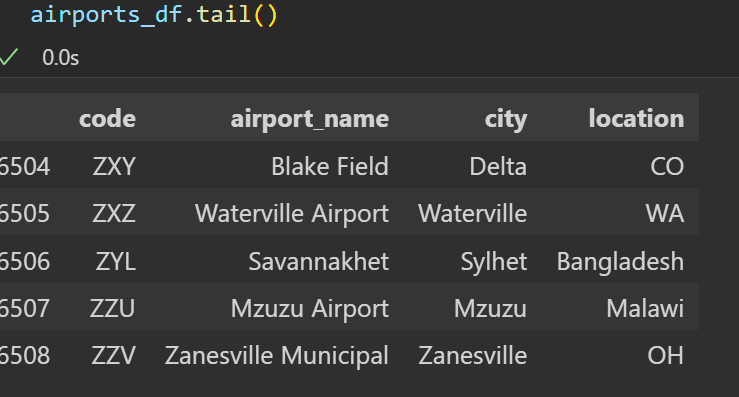 airports_df.tail()
0.0s
code airport_name city location
6504 ZXY Blake Field Delta CO
6505 ZXZ Waterville Airport Waterville WA
6506 ZYL Savannakhet Sylhet Bangladesh
6507 ZZU Mzuzu Airport Mzuzu Malawi
6508 ZZV Zanesville Municipal Zanesville OH